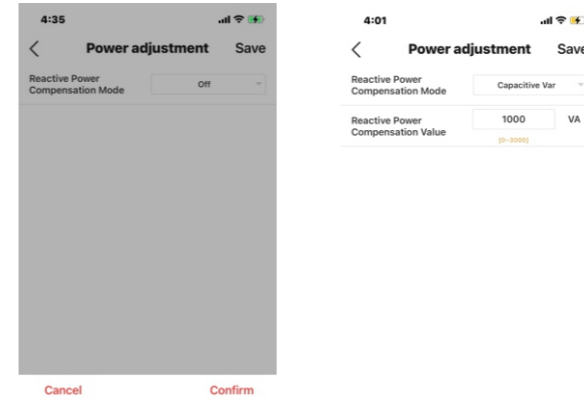 4:35
Power adjustment Save
Reactive Power
Compensation Mode
Off
Cancel Confirm
4:01
Power adjustment Save
Reactive Power
Compensation Mode
Capacitive Var
Reactive Power
Compensation Value
1000 VA
[0~3000]